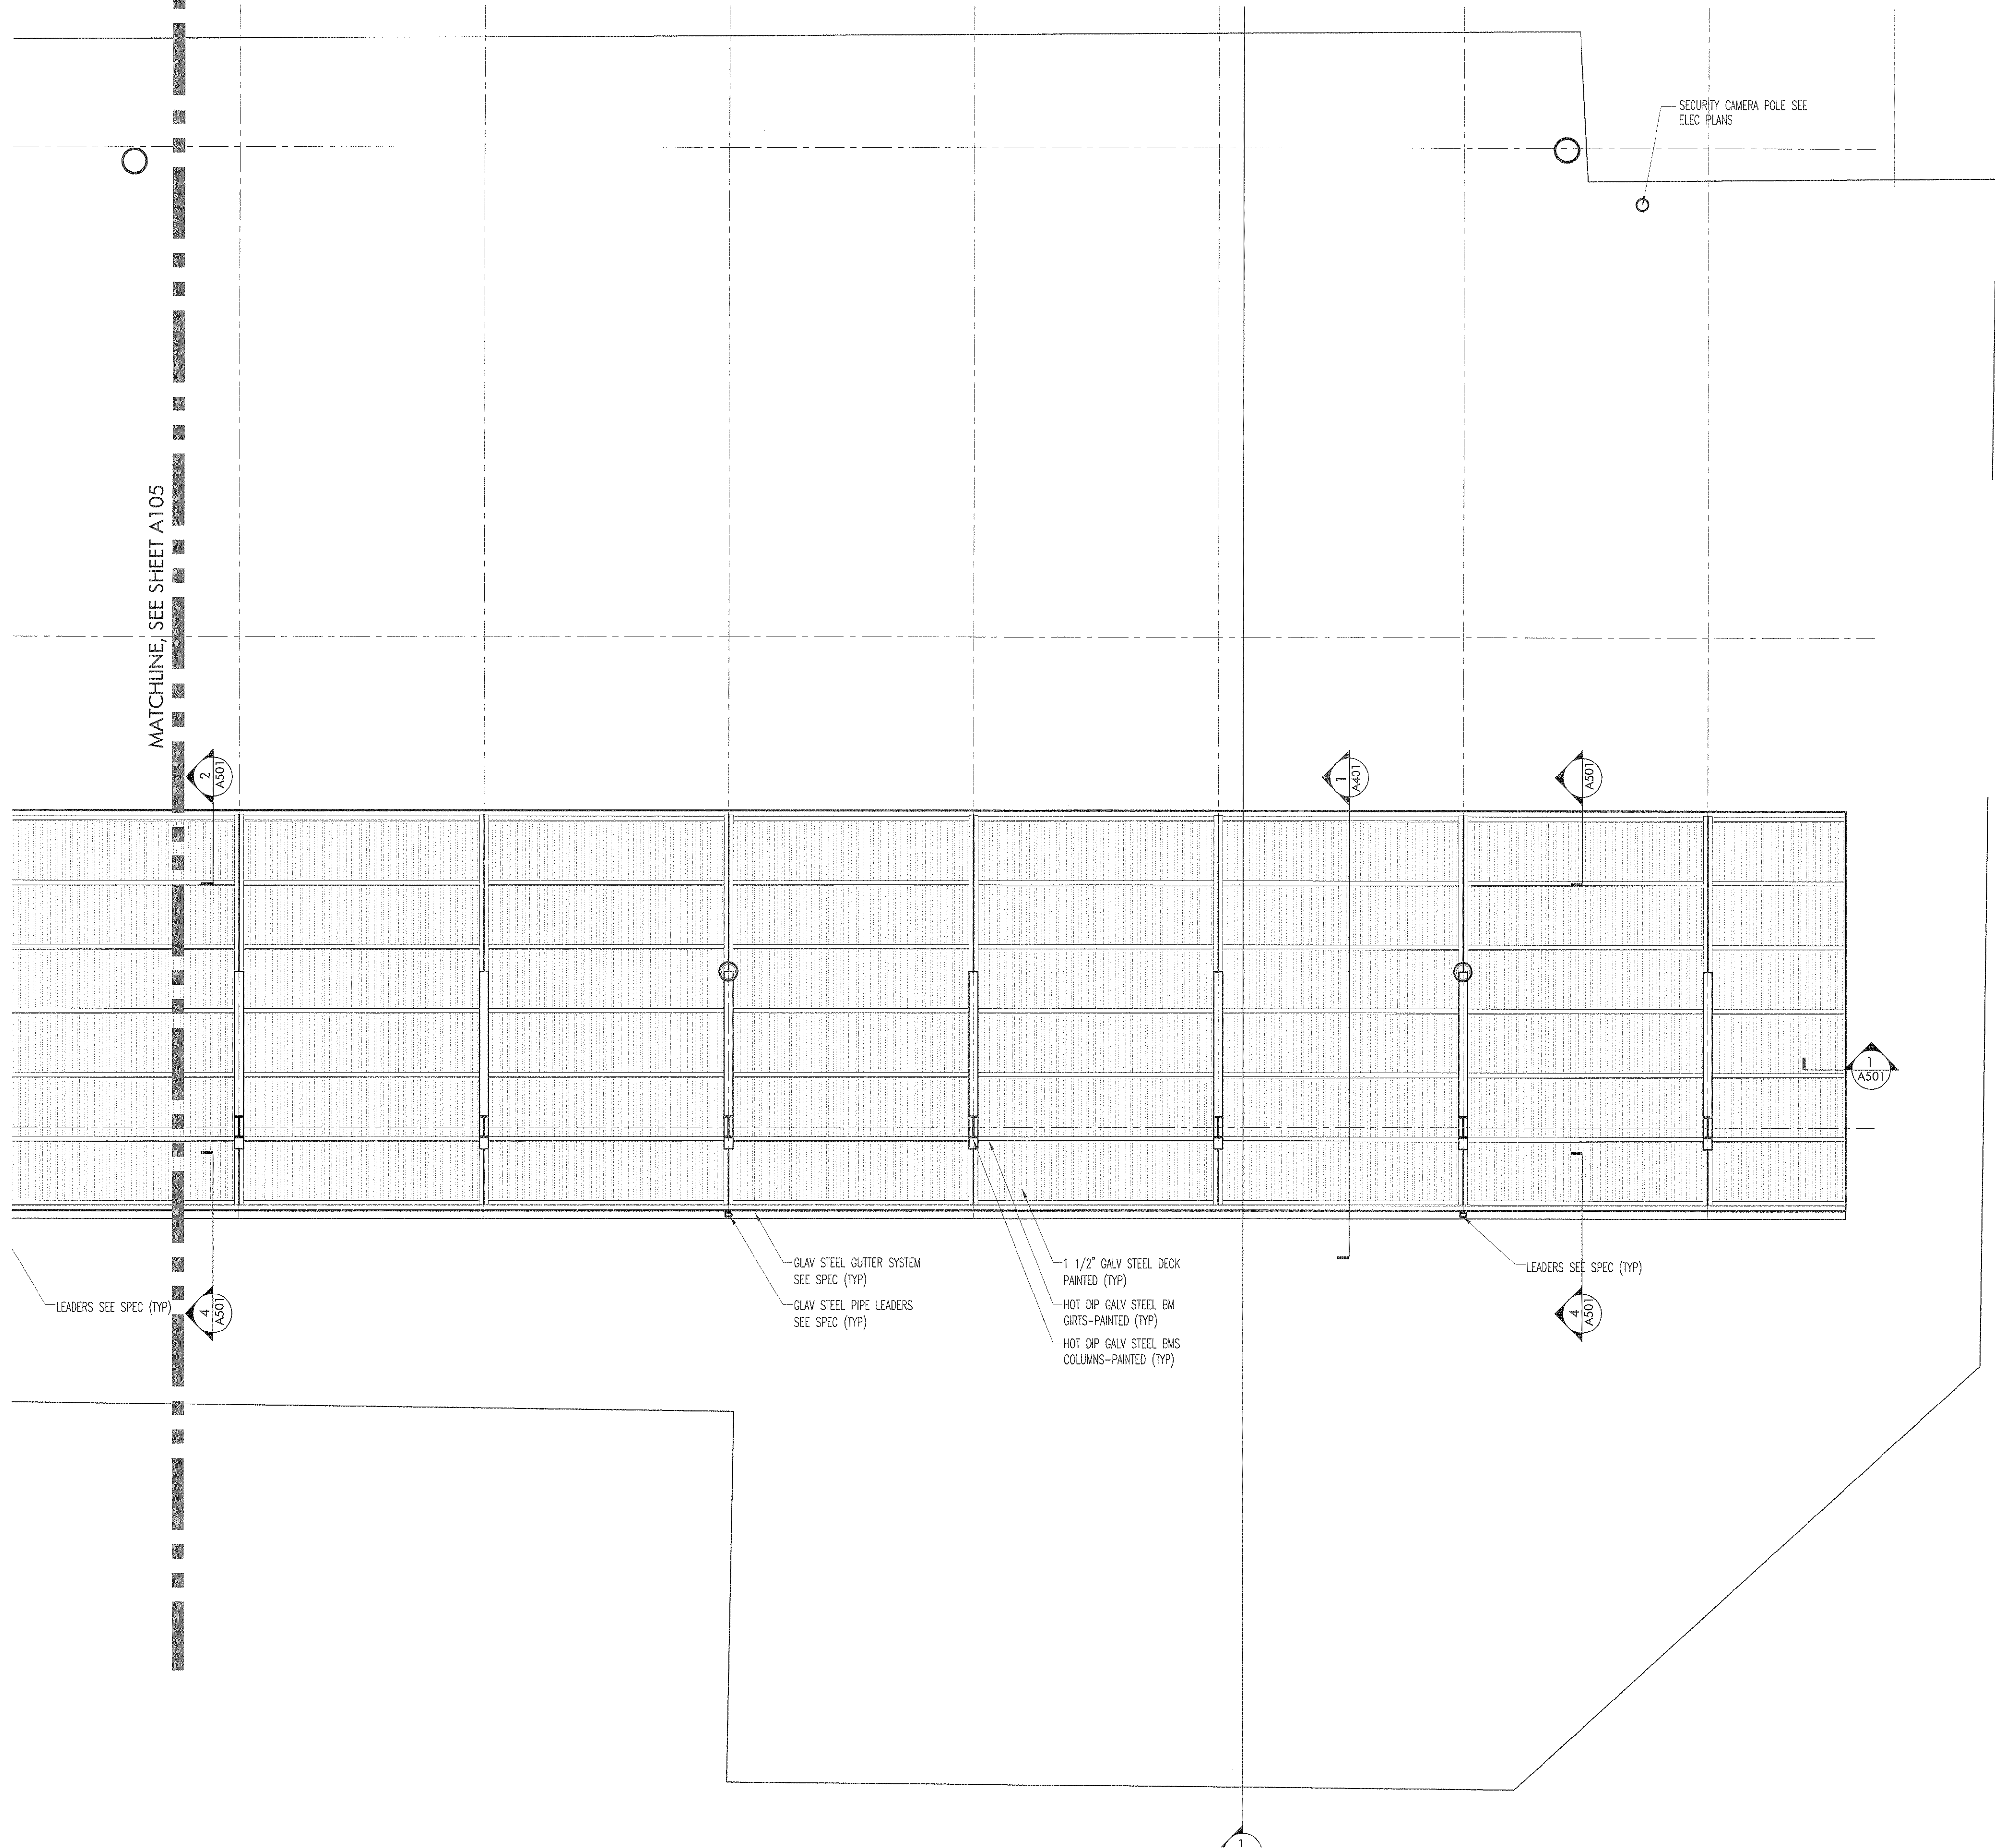 SECURITY CAMERA POLE SEE
ELEC PLANS
MATCHLINE, SEE SHEET A105
2
A501
1
A401
A501
1
A501
GLAV STEEL GUTTER SYSTEM
SEE SPEC (TYP)
GLAV STEEL PIPE LEADERS
SEE SPEC (TYP)
1 1/2" GALV STEEL DECK
PAINTED (TYP)
HOT DIP GALV STEEL BM
GIRTS-PAINTED (TYP)
HOT DIP GALV STEEL BMS
COLUMNS-PAINTED (TYP)
LEADERS SEE SPEC (TYP)
LEADERS SEE SPEC (TYP)
4
A501
4
A501
1